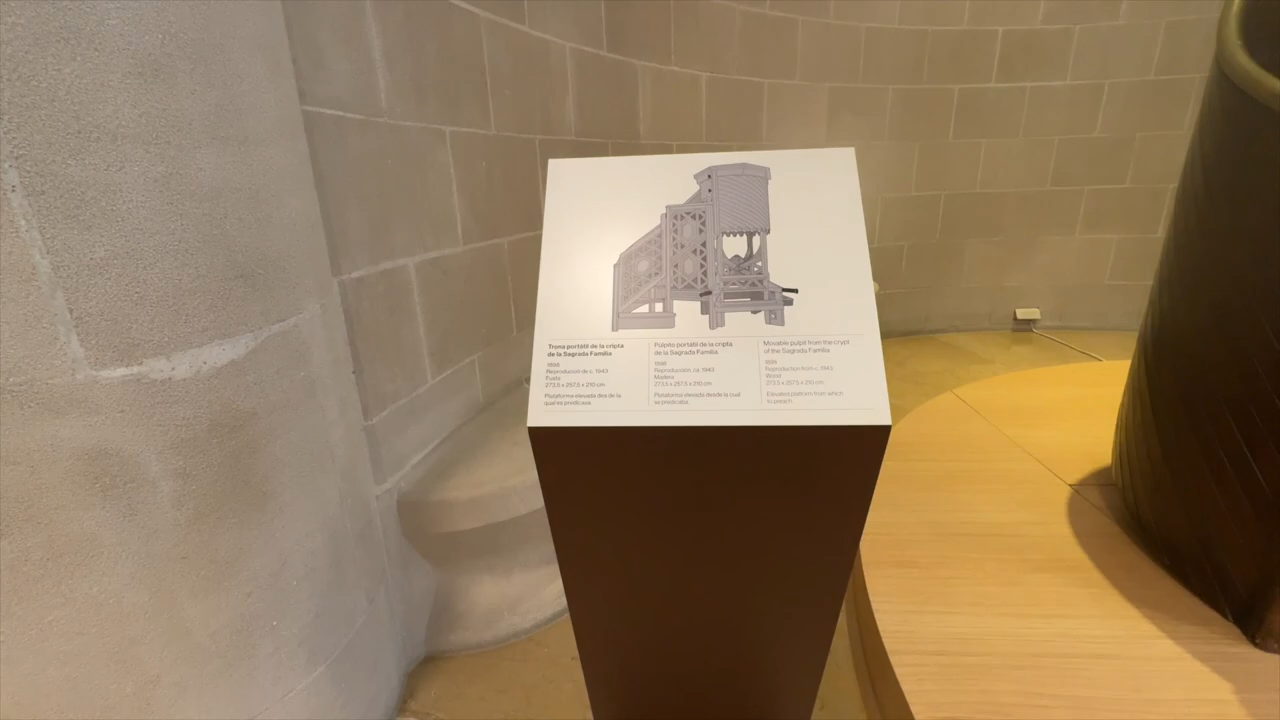 Trona portàtil de la cripta
de la Sagrada Família
1898
Reproducció de c. 1943
Fusta
273,5 x 257,5 x 210 cm
Plataforma elevada des de la
qual es predicava.
Púlpito portátil de la cripta
de la Sagrada Familia
1898
Reproducción, ca. 1943
Madera
273,5 x 257,5 x 210 cm
Plataforma elevada desde la cual
se predicaba.
Movable pulpit from the crypt
of the Sagrada Família
1898
Reproduction from c. 1943
Wood
273,5 x 257,5 x 210 cm
Elevated platform from which
to preach.